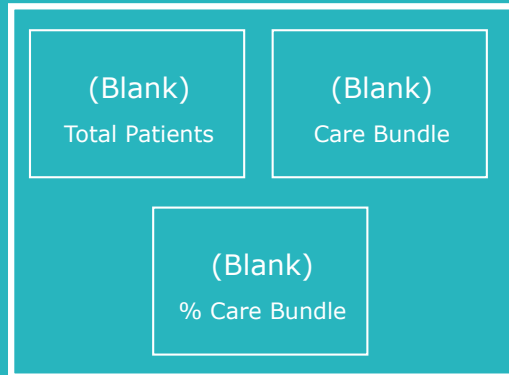 (Blank)
Total Patients
(Blank)
Care Bundle
(Blank)
% Care Bundle